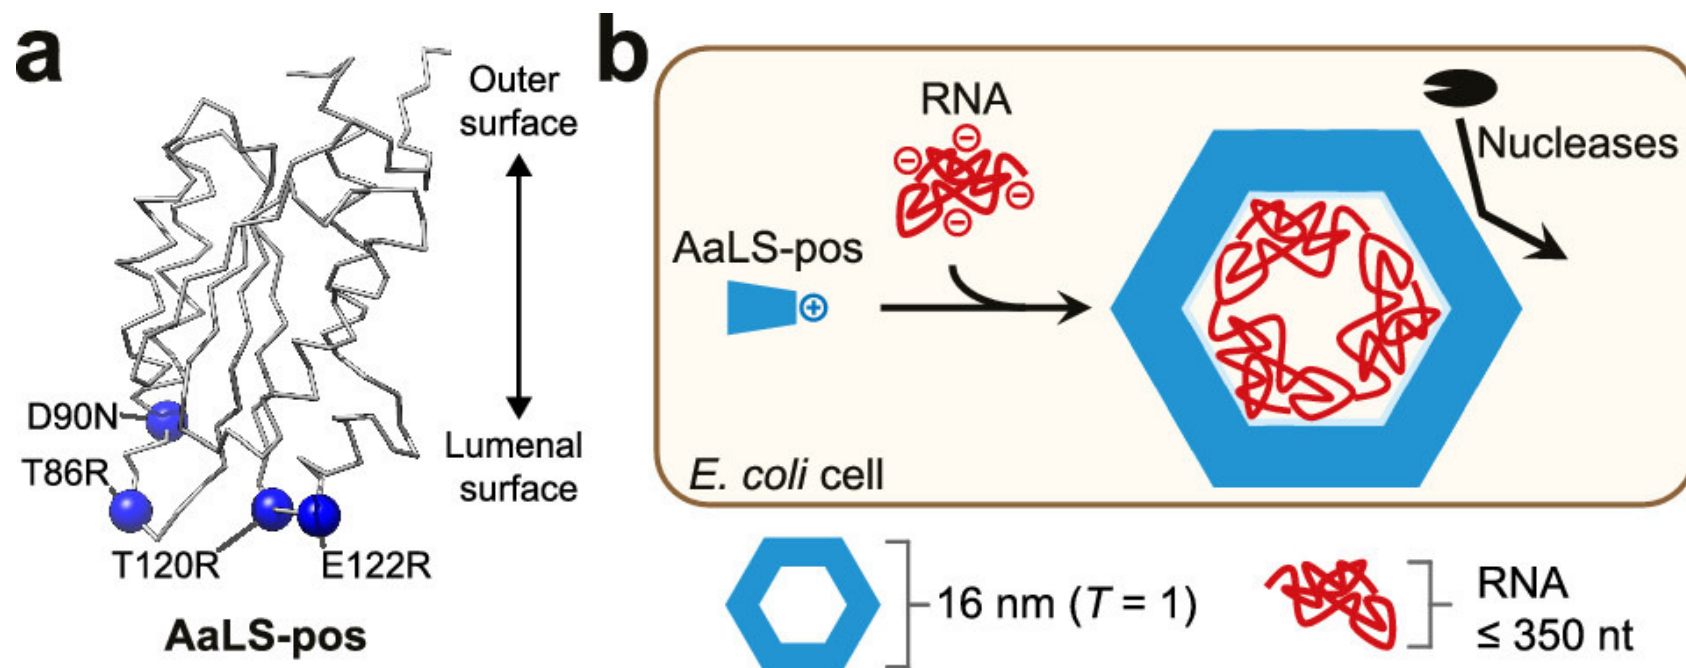 a
Outer
surface
D90N
T86R
Lumenal
surface
T120R
E122R
AaLS-pos
b
RNA
Nucleases
AaLS-pos
E. coli cell
16 nm (T = 1)
RNA
≤ 350 nt